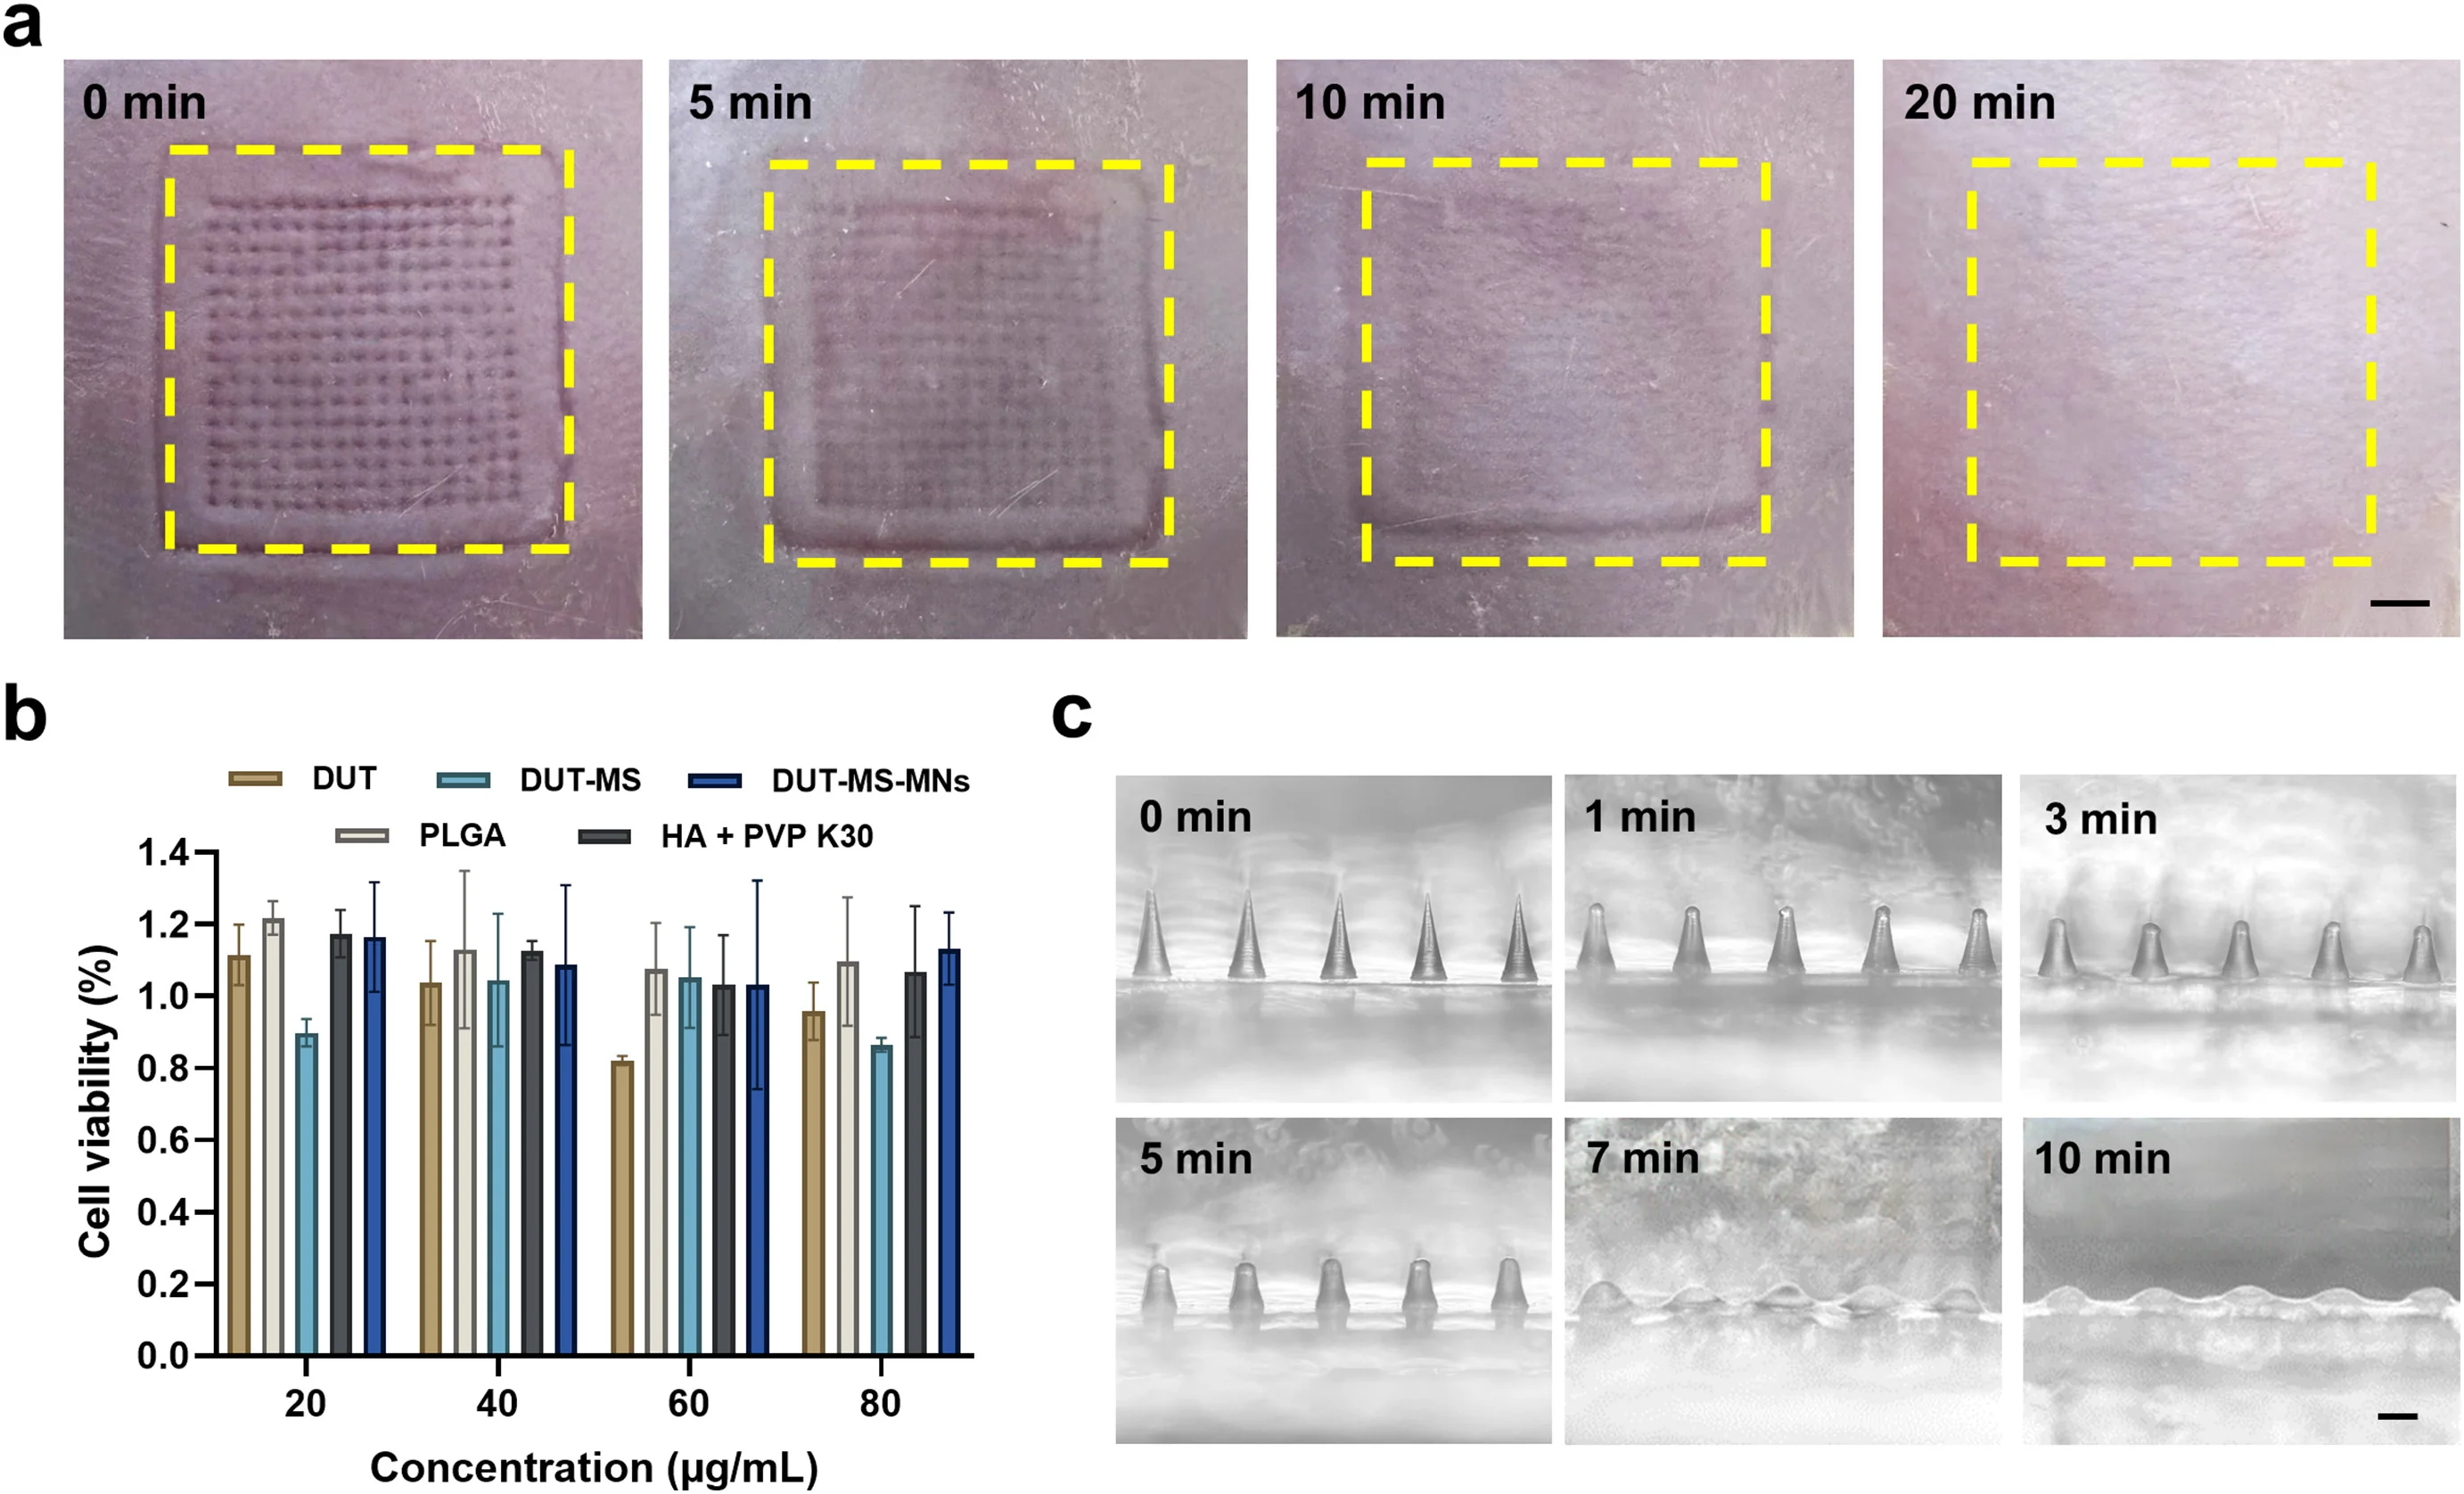 a
0 min
5 min
10 min
20 min
b
DUT
DUT-MS
DUT-MS-MNs
PLGA
HA + PVP K30
Cell viability (%)
1.4
1.2
1.0
0.8
0.6
0.4
0.2
0.0
20
40
60
80
Concentration (µg/mL)
c
0 min
1 min
3 min
5 min
7 min
10 min